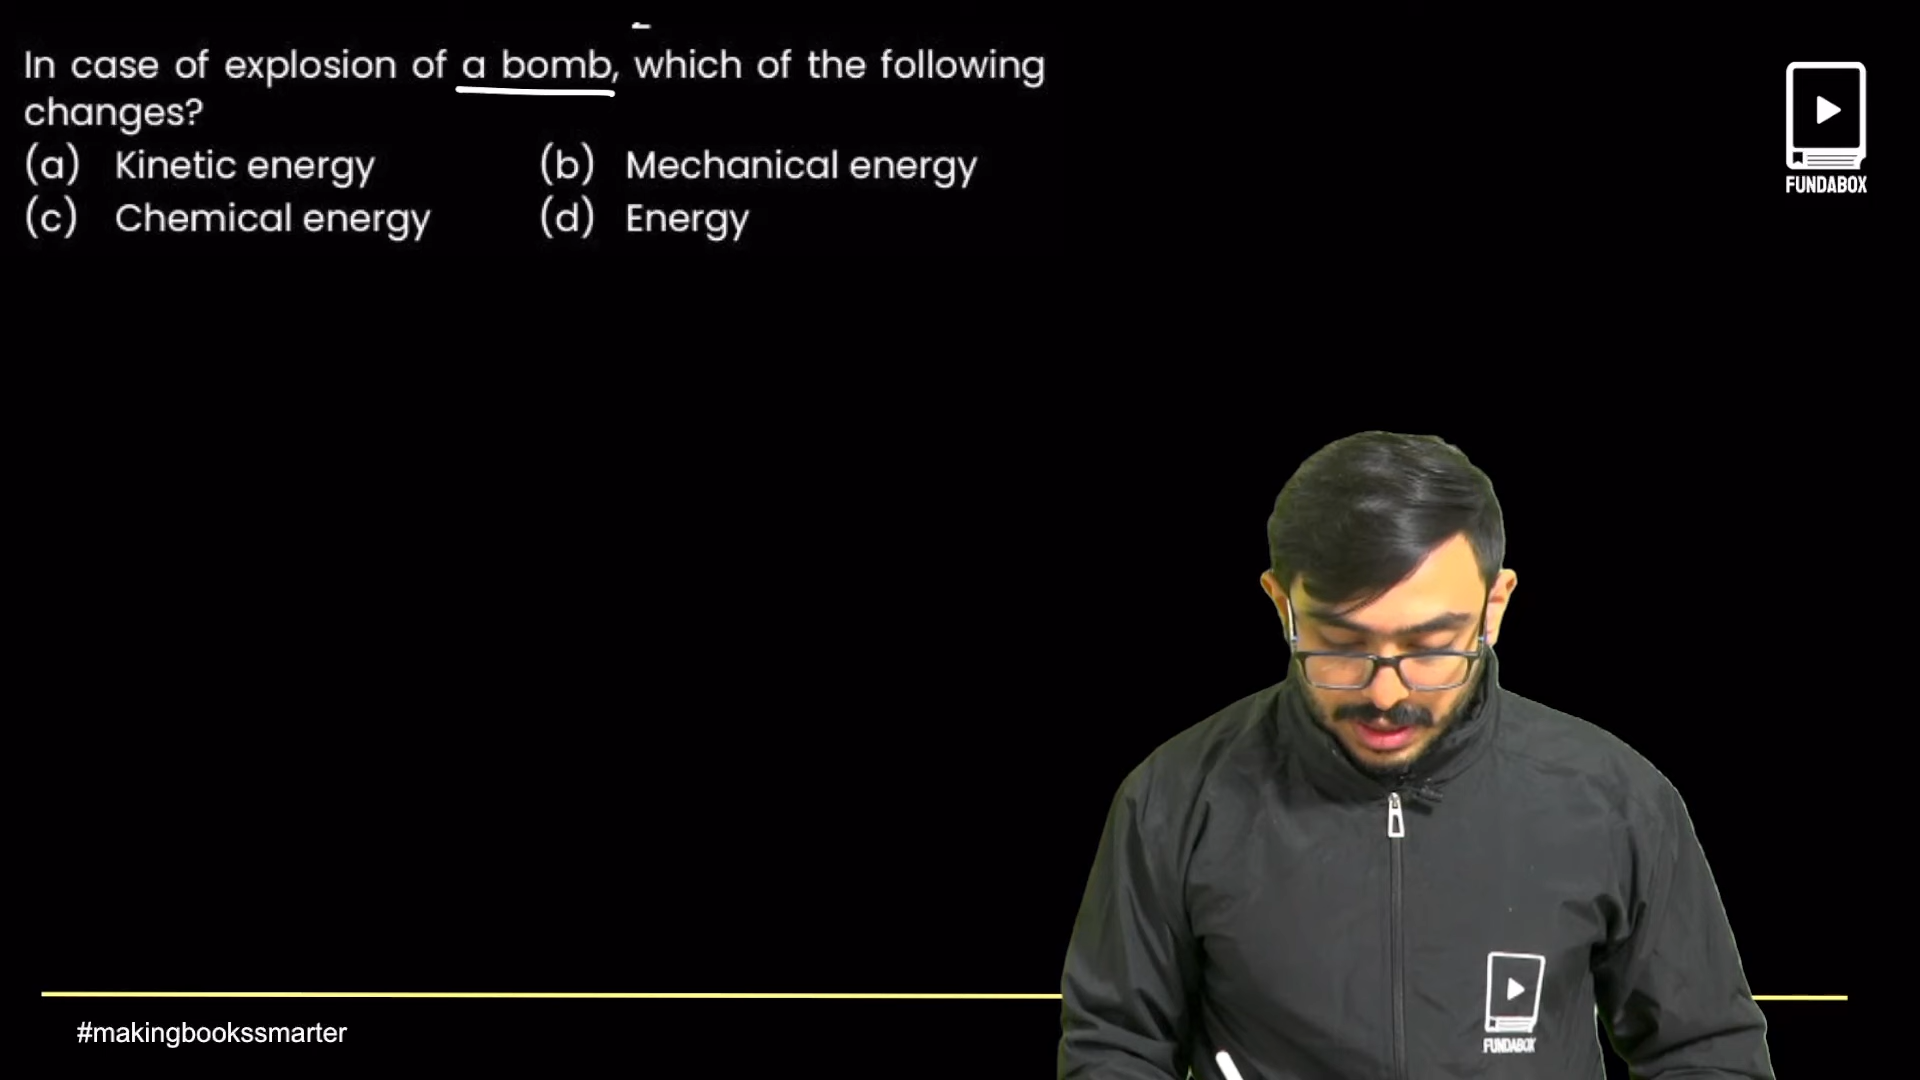 In case of explosion of a bomb, which of the following
changes?
(a) Kinetic energy (b) Mechanical energy
(c) Chemical energy (d) Energy
FUNDABOX
FUNDABOX
#makingbookssmarter